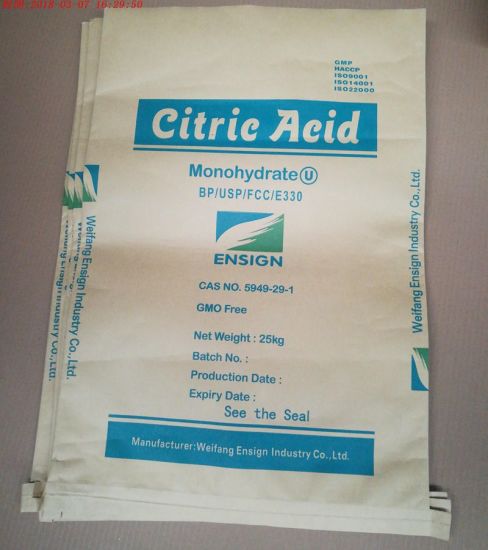 2018-03-07 16:29:50
GMP
HACCP
ISO9001
ISO14001
ISO22000
Citric Acid
Monohydrate U
BP/USP/FCC/E330
ENSIGN
CAS NO. 5949-29-1
GMO Free
Net Weight : 25kg
Batch No. :
Production Date :
Expiry Date :
See the Seal
Manufacturer:Weifang Ensign Industry Co.,Ltd.
Weifang Ensign Industry Co.,Ltd.
Weifang Ensign Industry Co.,Ltd.